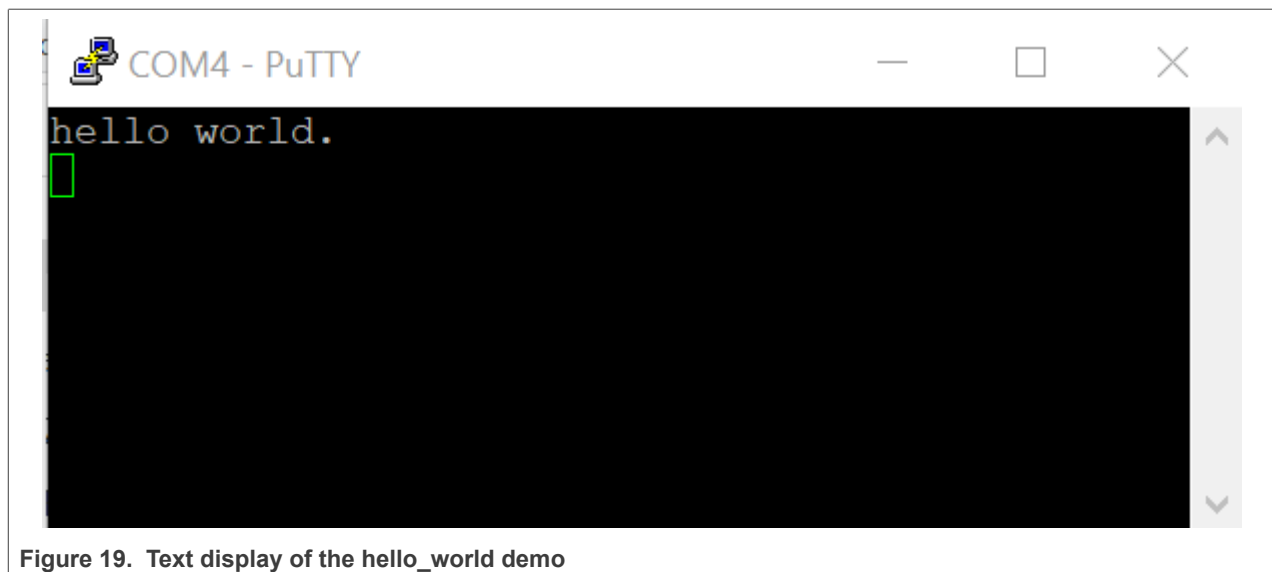 COM4 - PuTTY
hello world.
Figure 19. Text display of the hello_world demo